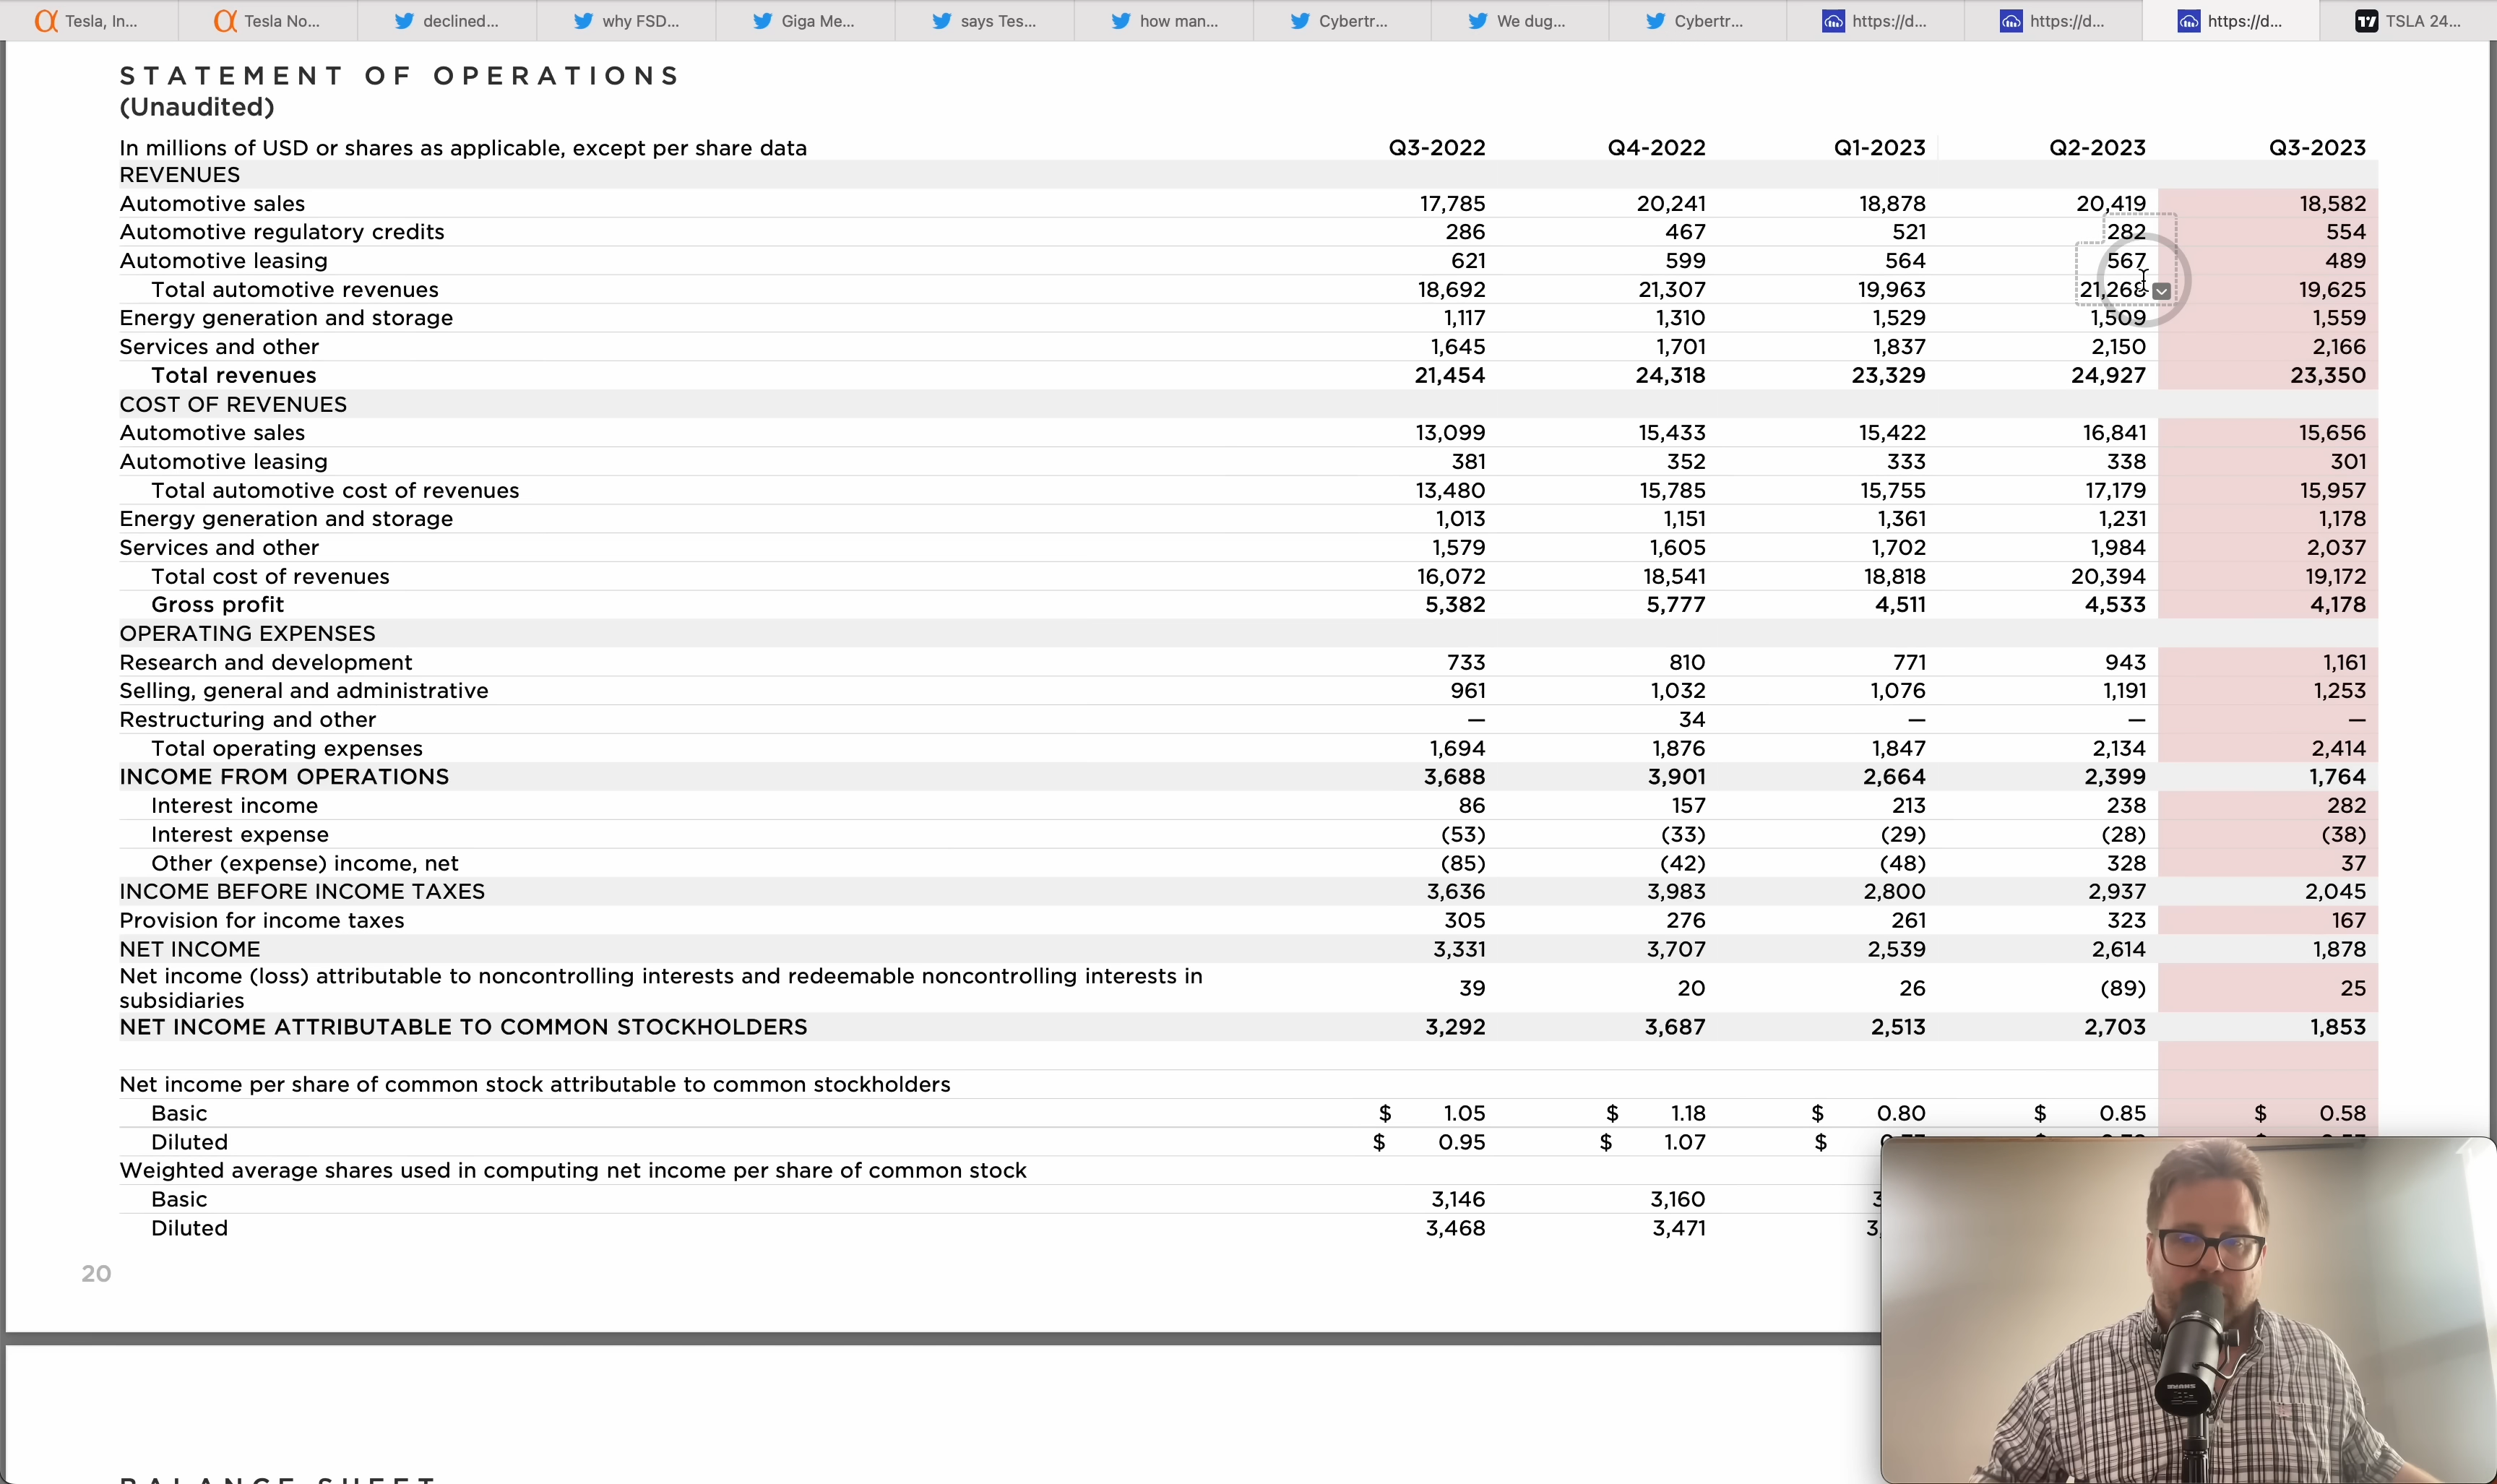 Tesla, In... Tesla No... declined... why FSD... Giga Me... says Tes... how man... Cybertr... We dug... Cybertr... https://d... https://d... https://d... TSLA 24...
STATEMENT OF OPERATIONS
(Unaudited)
In millions of USD or shares as applicable, except per share data Q3-2022 Q4-2022 Q1-2023 Q2-2023 Q3-2023
REVENUES
Automotive sales 17,785 20,241 18,878 20,419 18,582
Automotive regulatory credits 286 467 521 282 554
Automotive leasing 621 599 564 567 489
Total automotive revenues 18,692 21,307 19,963 21,268 19,625
Energy generation and storage 1,117 1,310 1,529 1,509 1,559
Services and other 1,645 1,701 1,837 2,150 2,166
Total revenues 21,454 24,318 23,329 24,927 23,350
COST OF REVENUES
Automotive sales 13,099 15,433 15,422 16,841 15,656
Automotive leasing 381 352 333 338 301
Total automotive cost of revenues 13,480 15,785 15,755 17,179 15,957
Energy generation and storage 1,013 1,151 1,361 1,231 1,178
Services and other 1,579 1,605 1,702 1,984 2,037
Total cost of revenues 16,072 18,541 18,818 20,394 19,172
Gross profit 5,382 5,777 4,511 4,533 4,178
OPERATING EXPENSES
Research and development 733 810 771 943 1,161
Selling, general and administrative 961 1,032 1,076 1,191 1,253
Restructuring and other — 34 — — —
Total operating expenses 1,694 1,876 1,847 2,134 2,414
INCOME FROM OPERATIONS 3,688 3,901 2,664 2,399 1,764
Interest income 86 157 213 238 282
Interest expense (53) (33) (29) (28) (38)
Other (expense) income, net (85) (42) (48) 328 37
INCOME BEFORE INCOME TAXES 3,636 3,983 2,800 2,937 2,045
Provision for income taxes 305 276 261 323 167
NET INCOME 3,331 3,707 2,539 2,614 1,878
Net income (loss) attributable to noncontrolling interests and redeemable noncontrolling interests in
subsidiaries 39 20 26 (89) 25
NET INCOME ATTRIBUTABLE TO COMMON STOCKHOLDERS 3,292 3,687 2,513 2,703 1,853
Net income per share of common stock attributable to common stockholders
Basic $ 1.05 $ 1.18 $ 0.80 $ 0.85 $ 0.58
Diluted $ 0.95 $ 1.07 $
Weighted average shares used in computing net income per share of common stock
Basic 3,146 3,160
Diluted 3,468 3,471
20
BALANCE SHEET